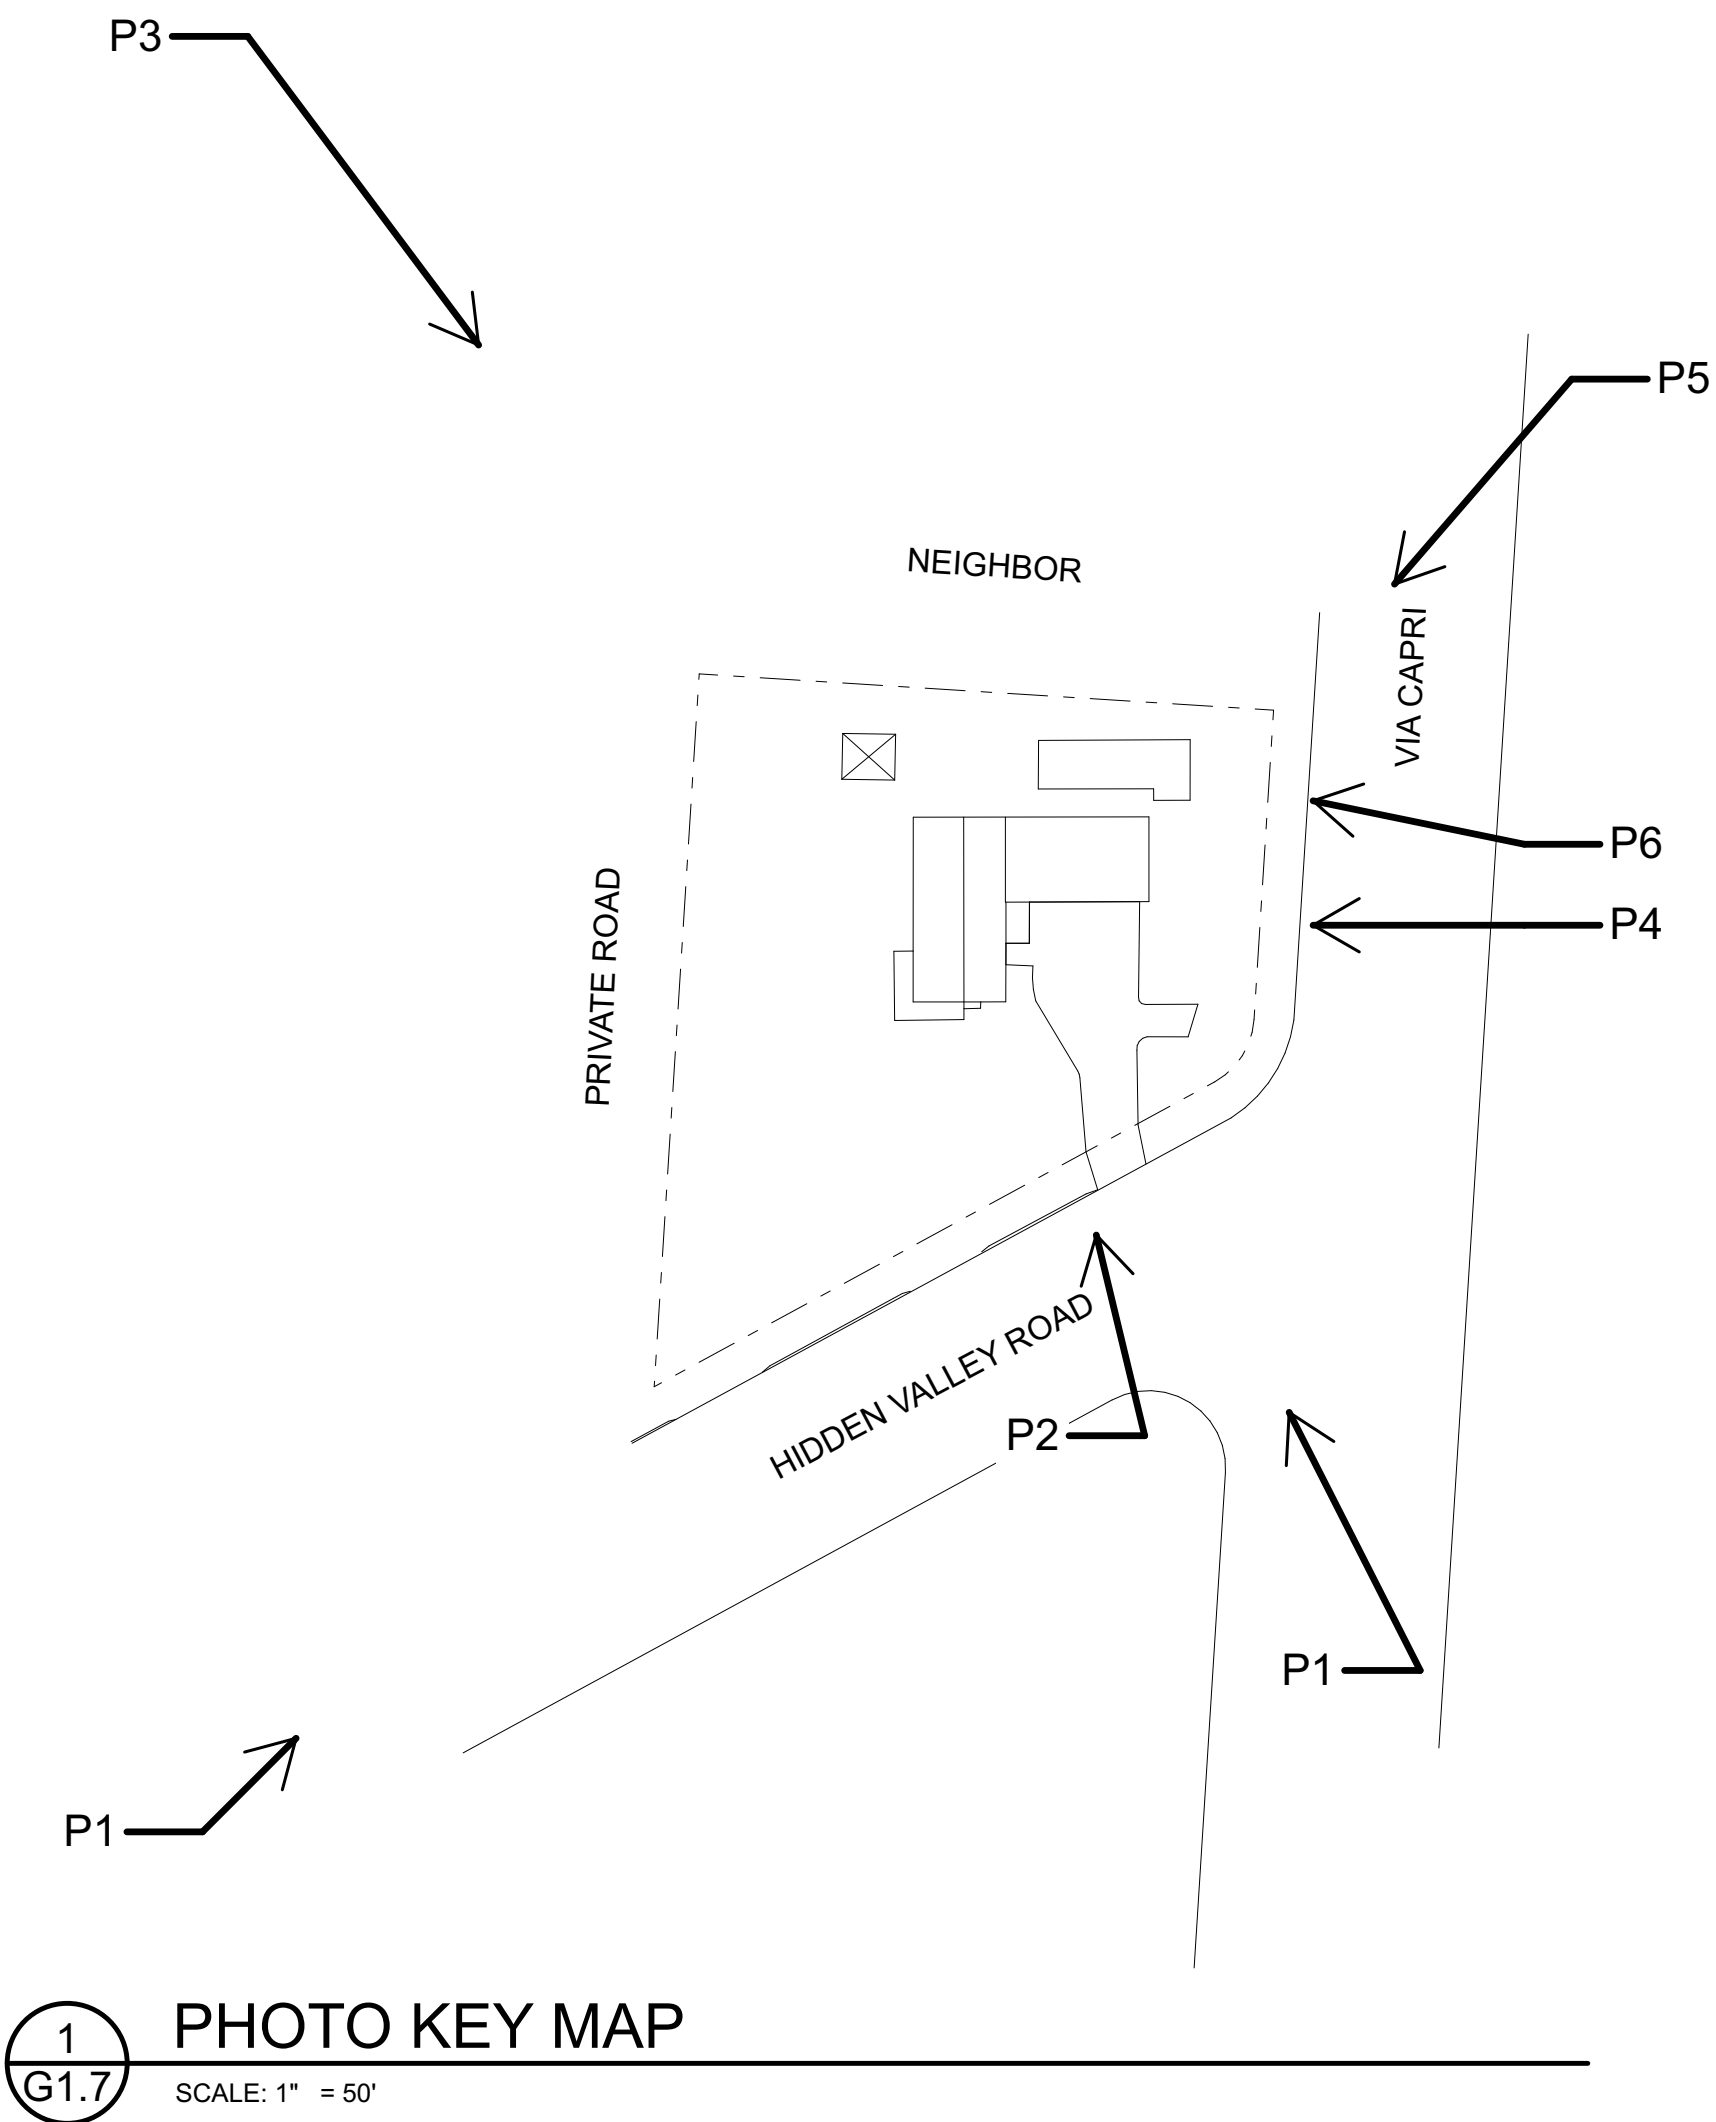 P3
P5
NEIGHBOR
VIA CAPRI
P6
PRIVATE ROAD
P4
HIDDEN VALLEY ROAD
P2
P1
P1
1
G1.7
PHOTO KEY MAP
SCALE: 1" = 50'